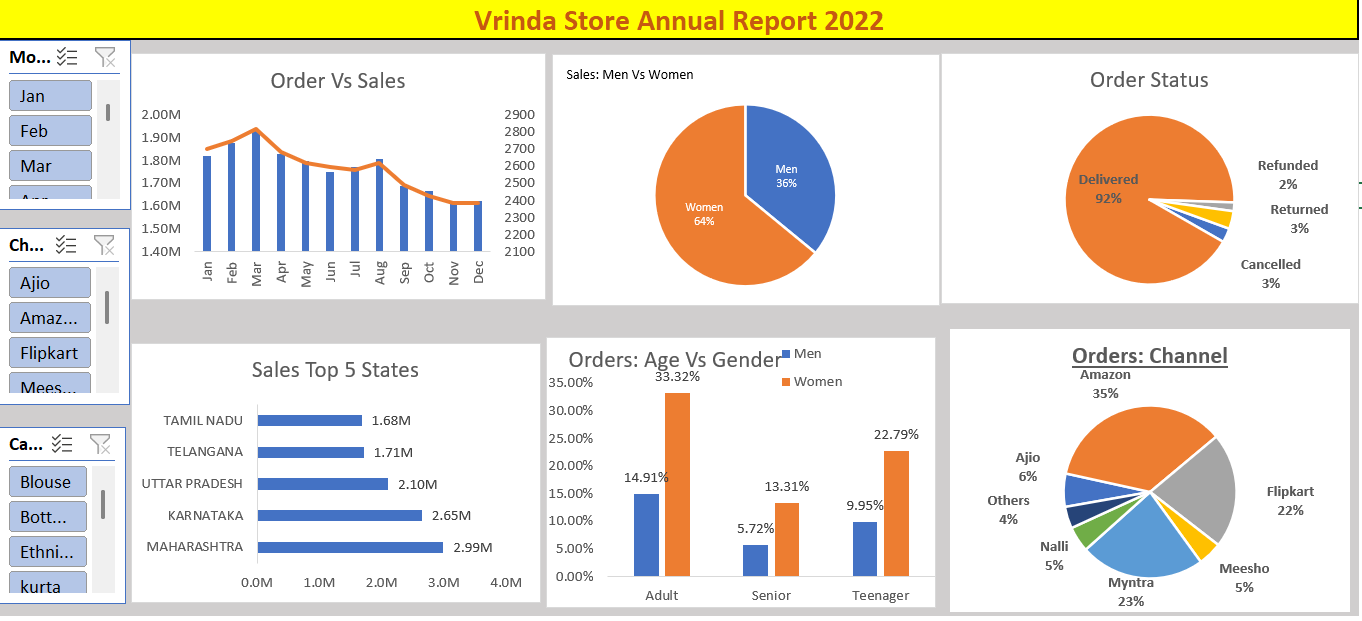 Vrinda Store Annual Report 2022
Mo...
Jan
Feb
Mar
Ch...
Ajio
Amaz...
Flipkart
Mees...
Ca...
Blouse
Bott...
Ethni...
kurta
Order Vs Sales
2.00M
1.90M
1.80M
1.70M
1.60M
1.50M
1.40M
2900
2800
2700
2600
2500
2400
2300
2200
2100
Jan
Feb
Mar
Apr
May
Jun
Jul
Aug
Sep
Oct
Nov
Dec
Sales: Men Vs Women
Men
36%
Women
64%
Order Status
Delivered
92%
Refunded
2%
Returned
3%
Cancelled
3%
Sales Top 5 States
TAMIL NADU 1.68M
TELANGANA 1.71M
UTTAR PRADESH 2.10M
KARNATAKA 2.65M
MAHARASHTRA 2.99M
0.0M 1.0M 2.0M 3.0M 4.0M
Orders: Age Vs Gender
Men
Women
35.00%
30.00%
25.00%
20.00%
15.00%
10.00%
5.00%
0.00%
14.91%
33.32%
5.72%
13.31%
9.95%
22.79%
Adult Senior Teenager
Orders: Channel
Amazon
35%
Ajio
6%
Others
4%
Nalli
5%
Myntra
23%
Meesho
5%
Flipkart
22%